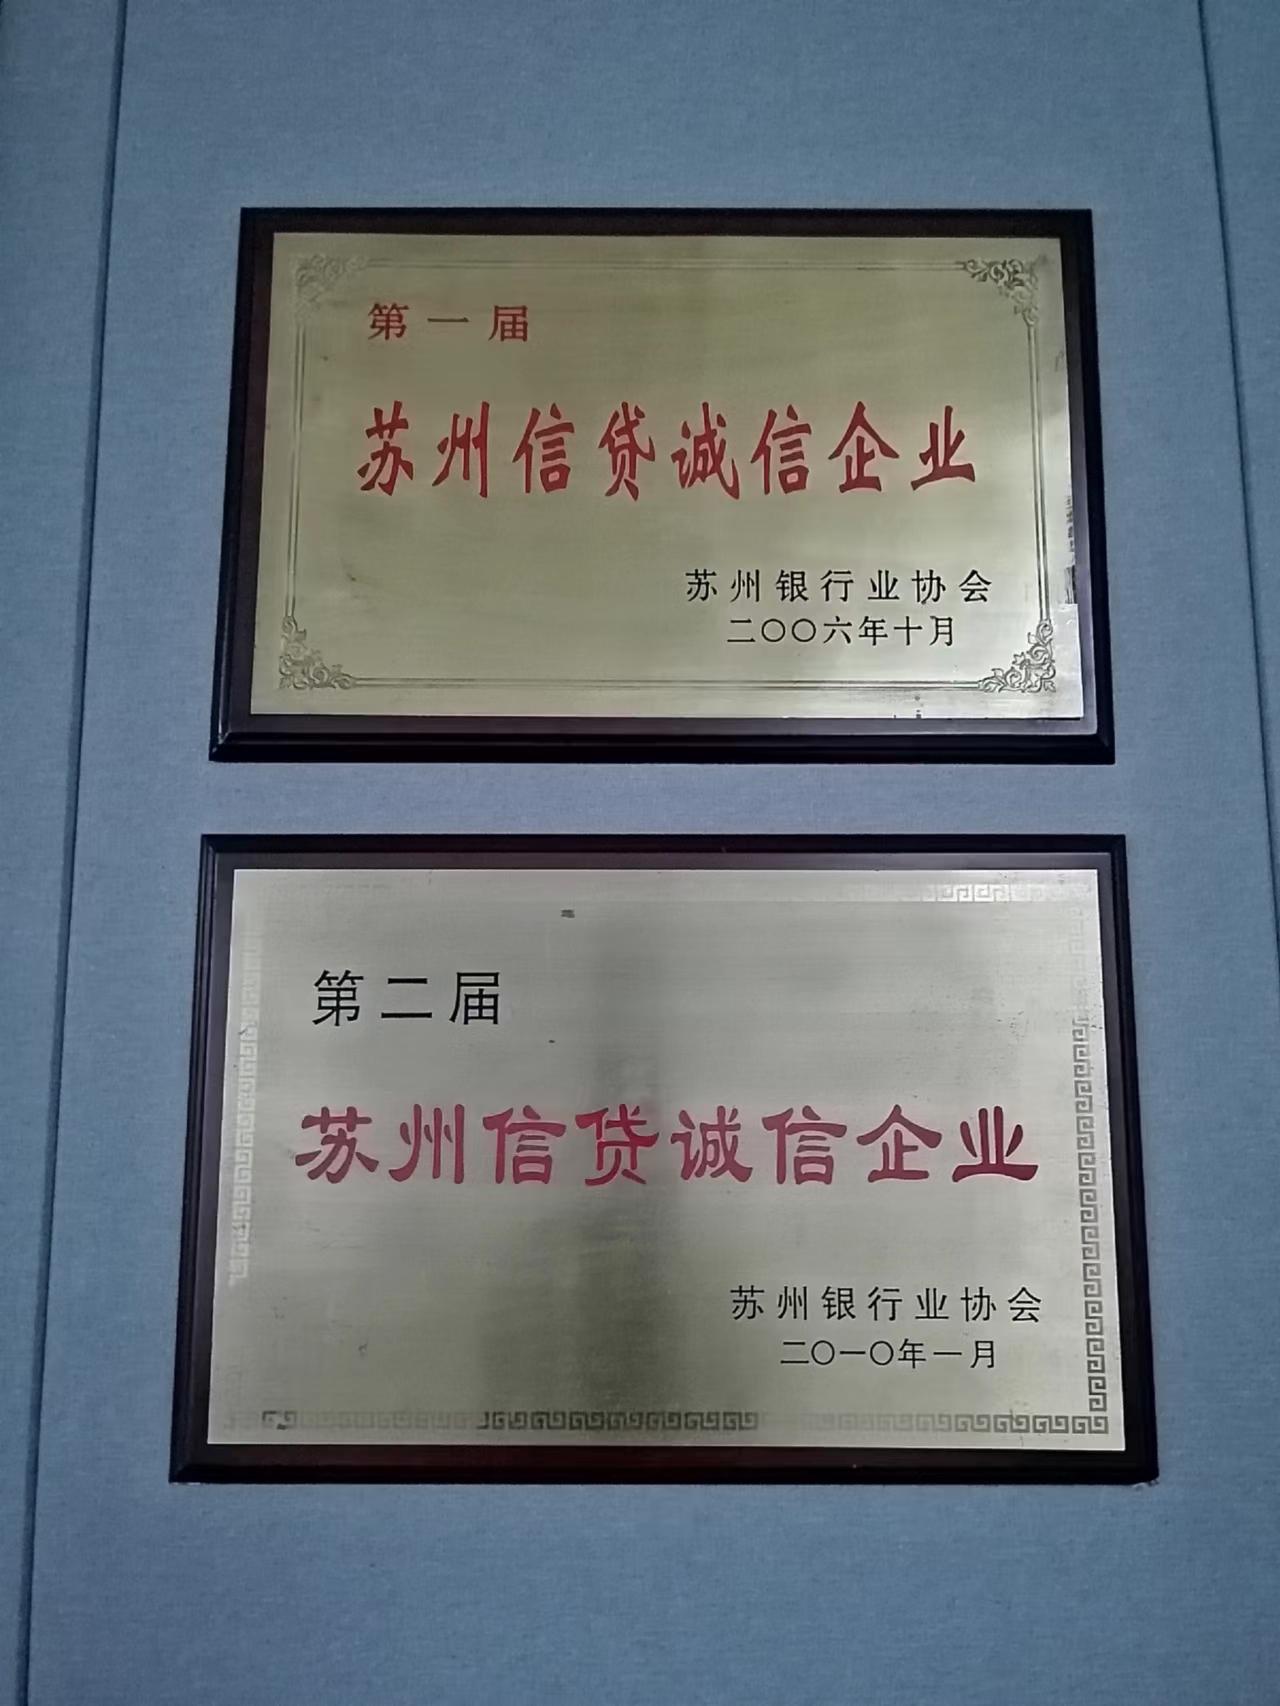 第一届
苏州信贷诚信企业
苏州银行业协会
二〇〇六年十月
第二届
苏州信贷诚信企业
苏州银行业协会
二〇一〇年一月